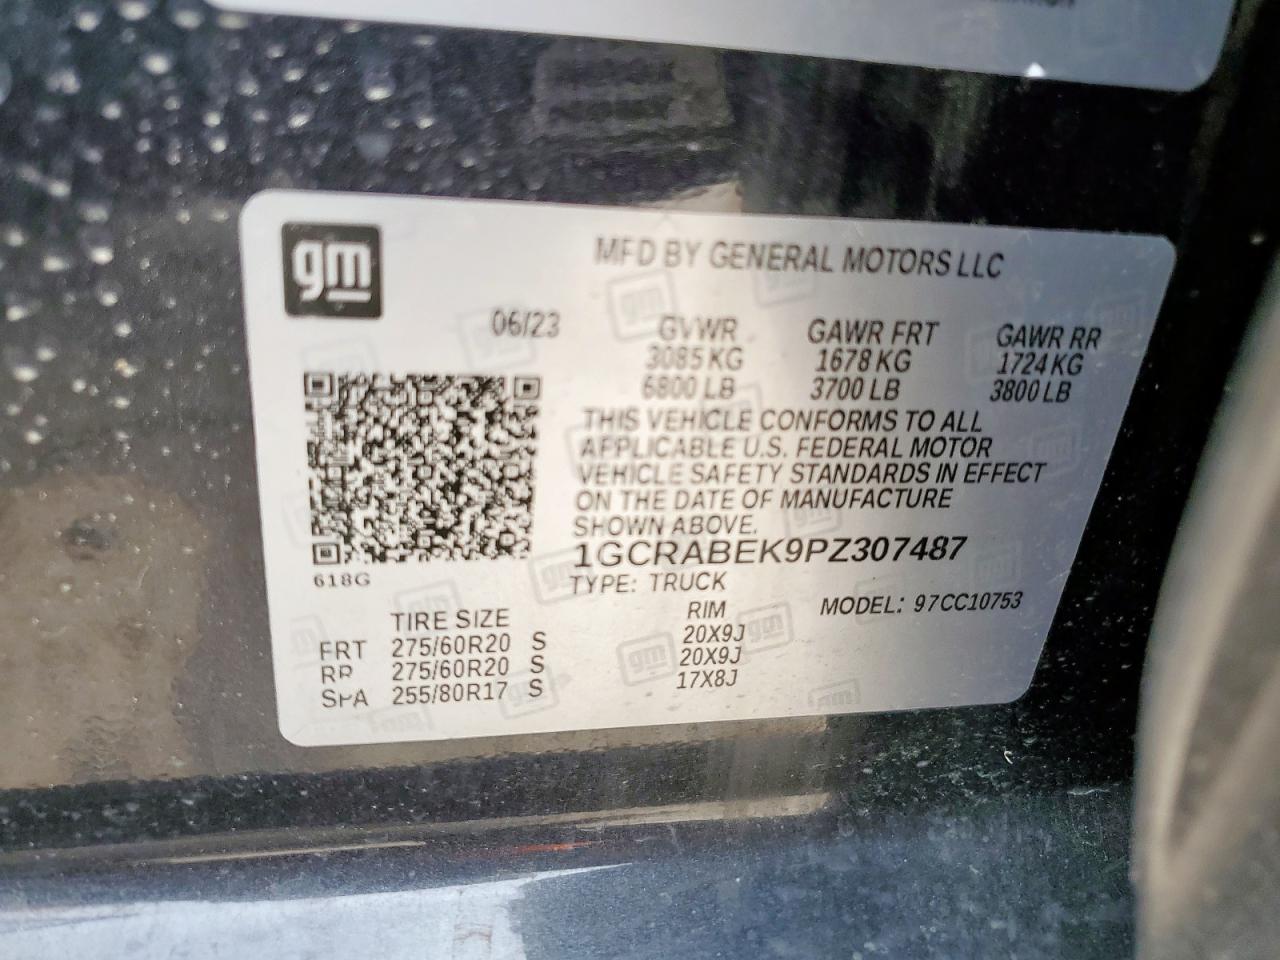 gm
MFD BY GENERAL MOTORS LLC
06/23 GVWR GAWR FRT GAWR RR
3085 KG 1678 KG 1724 KG
6800 LB 3700 LB 3800 LB
THIS VEHICLE CONFORMS TO ALL
APPLICABLE U.S. FEDERAL MOTOR
VEHICLE SAFETY STANDARDS IN EFFECT
ON THE DATE OF MANUFACTURE
SHOWN ABOVE.
1GCRABEK9PZ307487
618G
TYPE: TRUCK
MODEL: 97CC10753
TIRE SIZE RIM
FRT 275/60R20 S 20X9J
RR 275/60R20 S 20X9J
SPA 255/80R17 S 17X8J